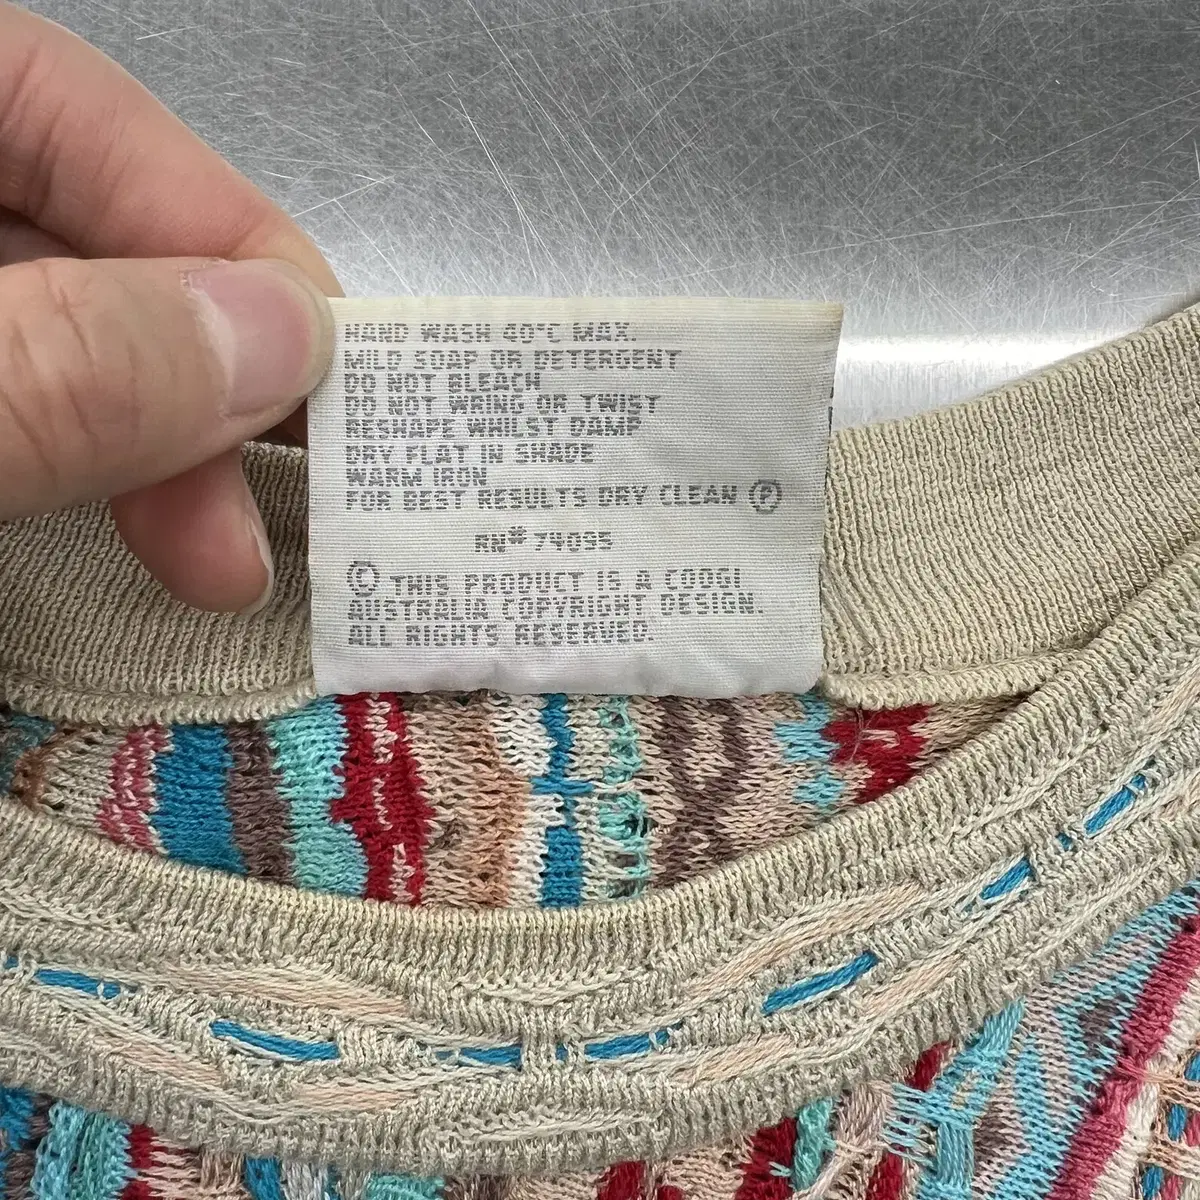 HAND WASH 40°C MAX.
MILD SOAP OR DETERGENT
DO NOT BLEACH
DO NOT WRING OR TWIST
RESHAPE WHILST DAMP
DRY FLAT IN SHADE
WARM IRON
FOR BEST RESULTS DRY CLEAN Ⓟ
RN# 74095
© THIS PRODUCT IS A COOGI
AUSTRALIA COPYRIGHT DESIGN.
ALL RIGHTS RESERVED.